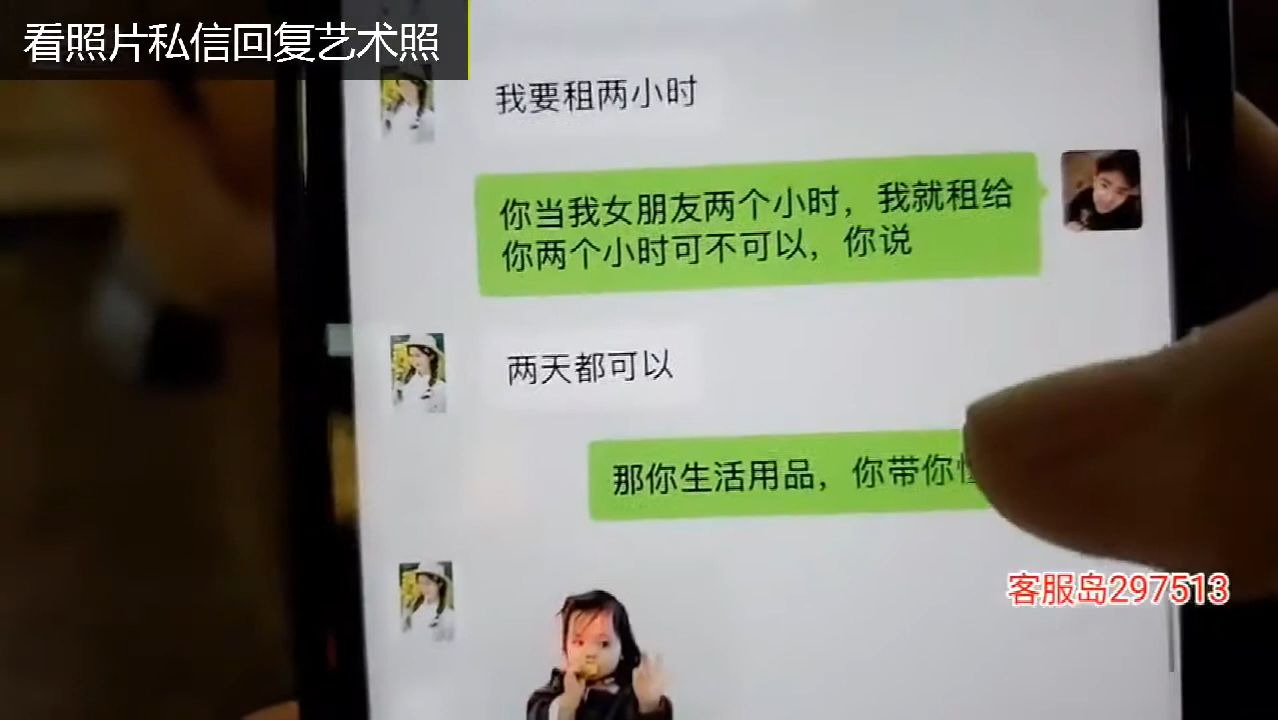 看照片私信回复艺术照
我要租两小时
你当我女朋友两个小时，我就租给
你两个小时可不可以，你说
两天都可以
那你生活用品，你带你
客服岛297513